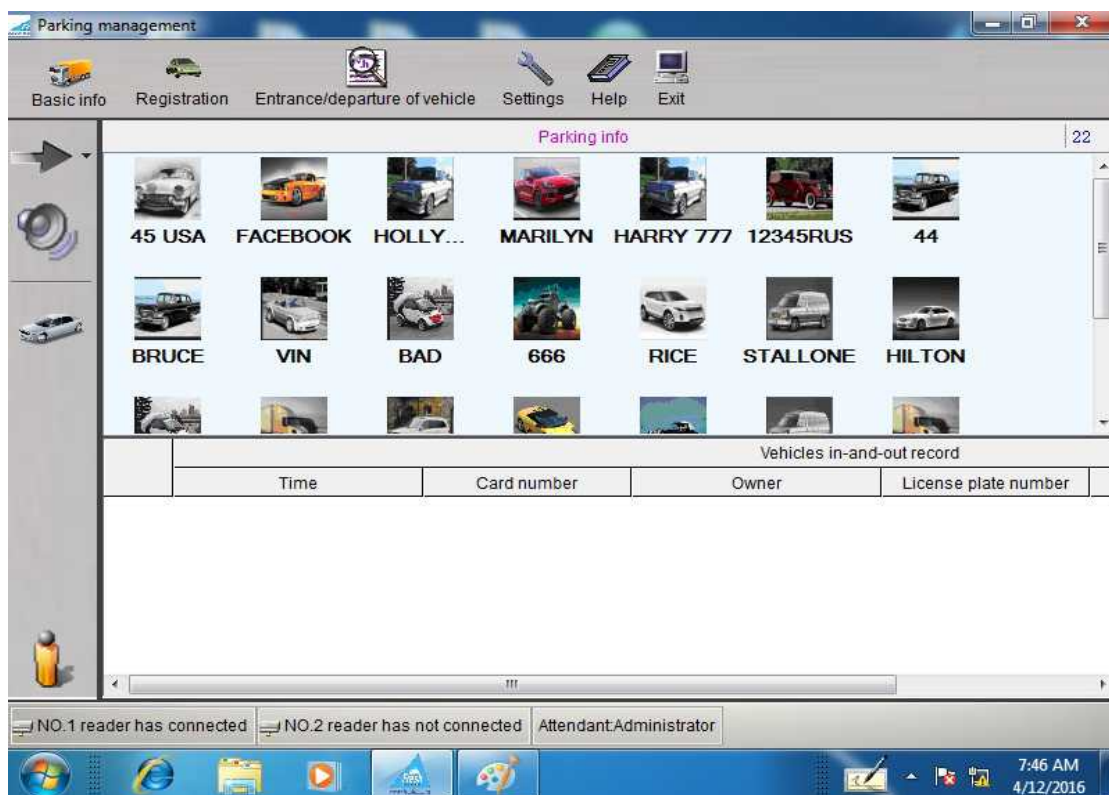 Parking management
Basic info Registration Entrance/departure of vehicle Settings Help Exit
Parking info 22
45 USA FACEBOOK HOLLY... MARILYN HARRY 777 12345RUS 44
BRUCE VIN BAD 666 RICE STALLONE HILTON
Vehicles in-and-out record
Time Card number Owner License plate number
NO.1 reader has connected NO.2 reader has not connected Attendant:Administrator
7:46 AM
4/12/2016